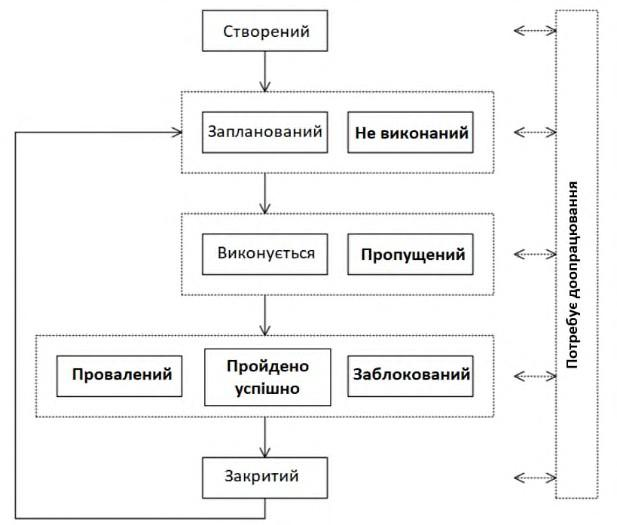 Створений
Запланований
Не виконаний
Виконується
Пропущений
Провалений
Пройдено
успішно
Заблокований
Закритий
Потребує доопрацювання